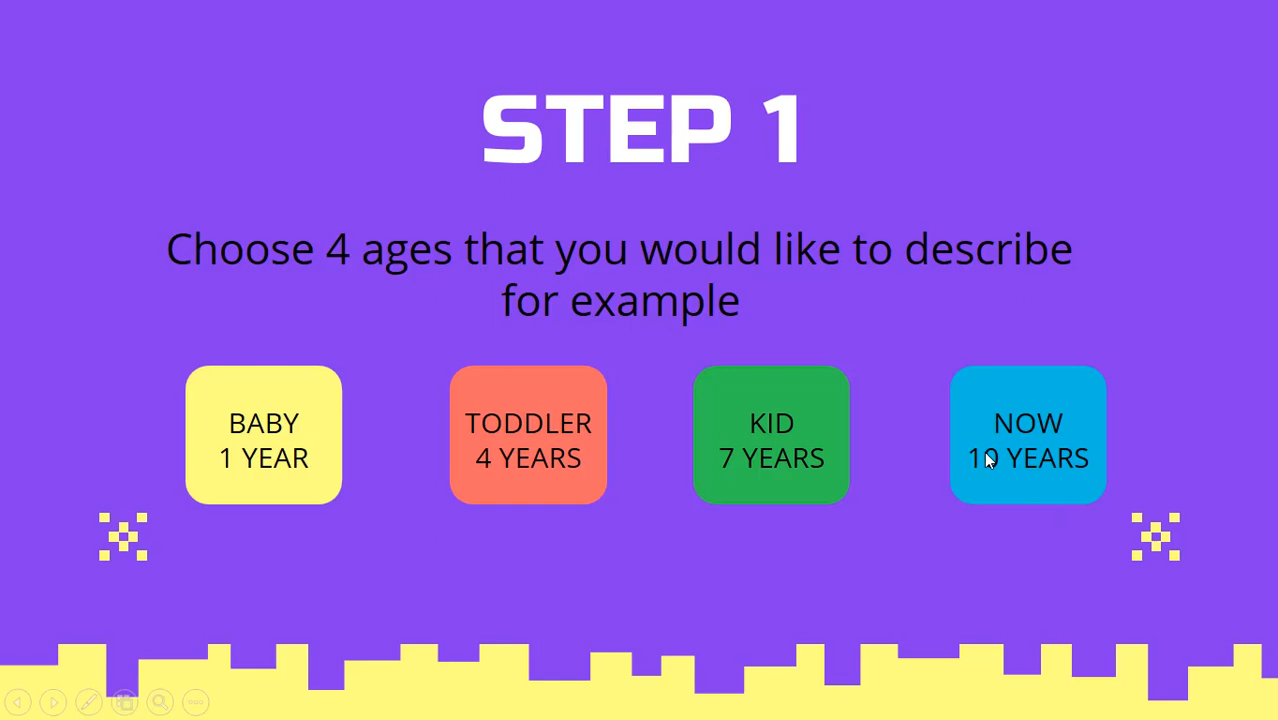 STEP 1
Choose 4 ages that you would like to describe
for example
BABY
1 YEAR
TODDLER
4 YEARS
KID
7 YEARS
NOW
10 YEARS